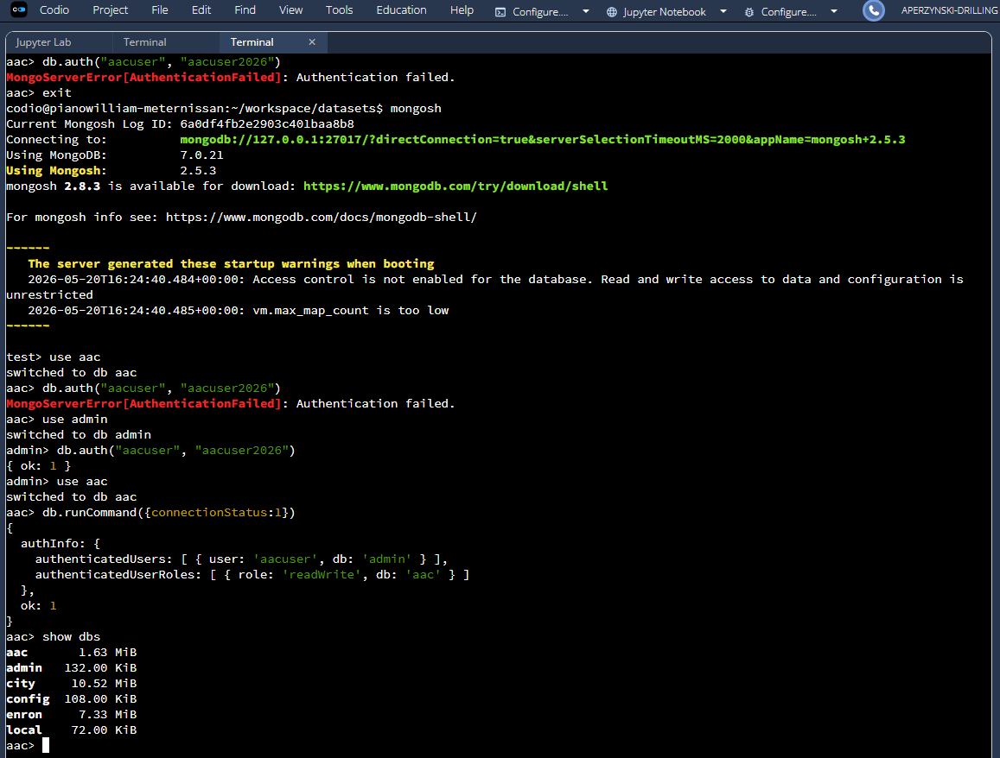 Codio Project File Edit Find View Tools Education Help Configure.... Jupyter Notebook Configure.... APERZYNSKI-DRILLING
Jupyter Lab Terminal Terminal ×
aac> db.auth("aacuser", "aacuser2026")
MongoServerError[AuthenticationFailed]: Authentication failed.
aac> exit
codio@pianowilliam-meternissan:~/workspace/datasets$ mongosh
Current Mongosh Log ID: 6a0df4fb2e2903c401baa8b8
Connecting to: mongodb://127.0.0.1:27017/?directConnection=true&serverSelectionTimeoutMS=2000&appName=mongosh+2.5.3
Using MongoDB: 7.0.21
Using Mongosh: 2.5.3
mongosh 2.8.3 is available for download: https://www.mongodb.com/try/download/shell
For mongosh info see: https://www.mongodb.com/docs/mongodb-shell/
------
The server generated these startup warnings when booting
2026-05-20T16:24:40.484+00:00: Access control is not enabled for the database. Read and write access to data and configuration is
unrestricted
2026-05-20T16:24:40.485+00:00: vm.max_map_count is too low
------
test> use aac
switched to db aac
aac> db.auth("aacuser", "aacuser2026")
MongoServerError[AuthenticationFailed]: Authentication failed.
aac> use admin
switched to db admin
admin> db.auth("aacuser", "aacuser2026")
{ ok: 1 }
admin> use aac
switched to db aac
aac> db.runCommand({connectionStatus:1})
{
  authInfo: {
    authenticatedUsers: [ { user: 'aacuser', db: 'admin' } ],
    authenticatedUserRoles: [ { role: 'readWrite', db: 'aac' } ]
  },
  ok: 1
}
aac> show dbs
aac 1.63 MiB
admin 132.00 KiB
city 10.52 MiB
config 108.00 KiB
enron 7.33 MiB
local 72.00 KiB
aac>